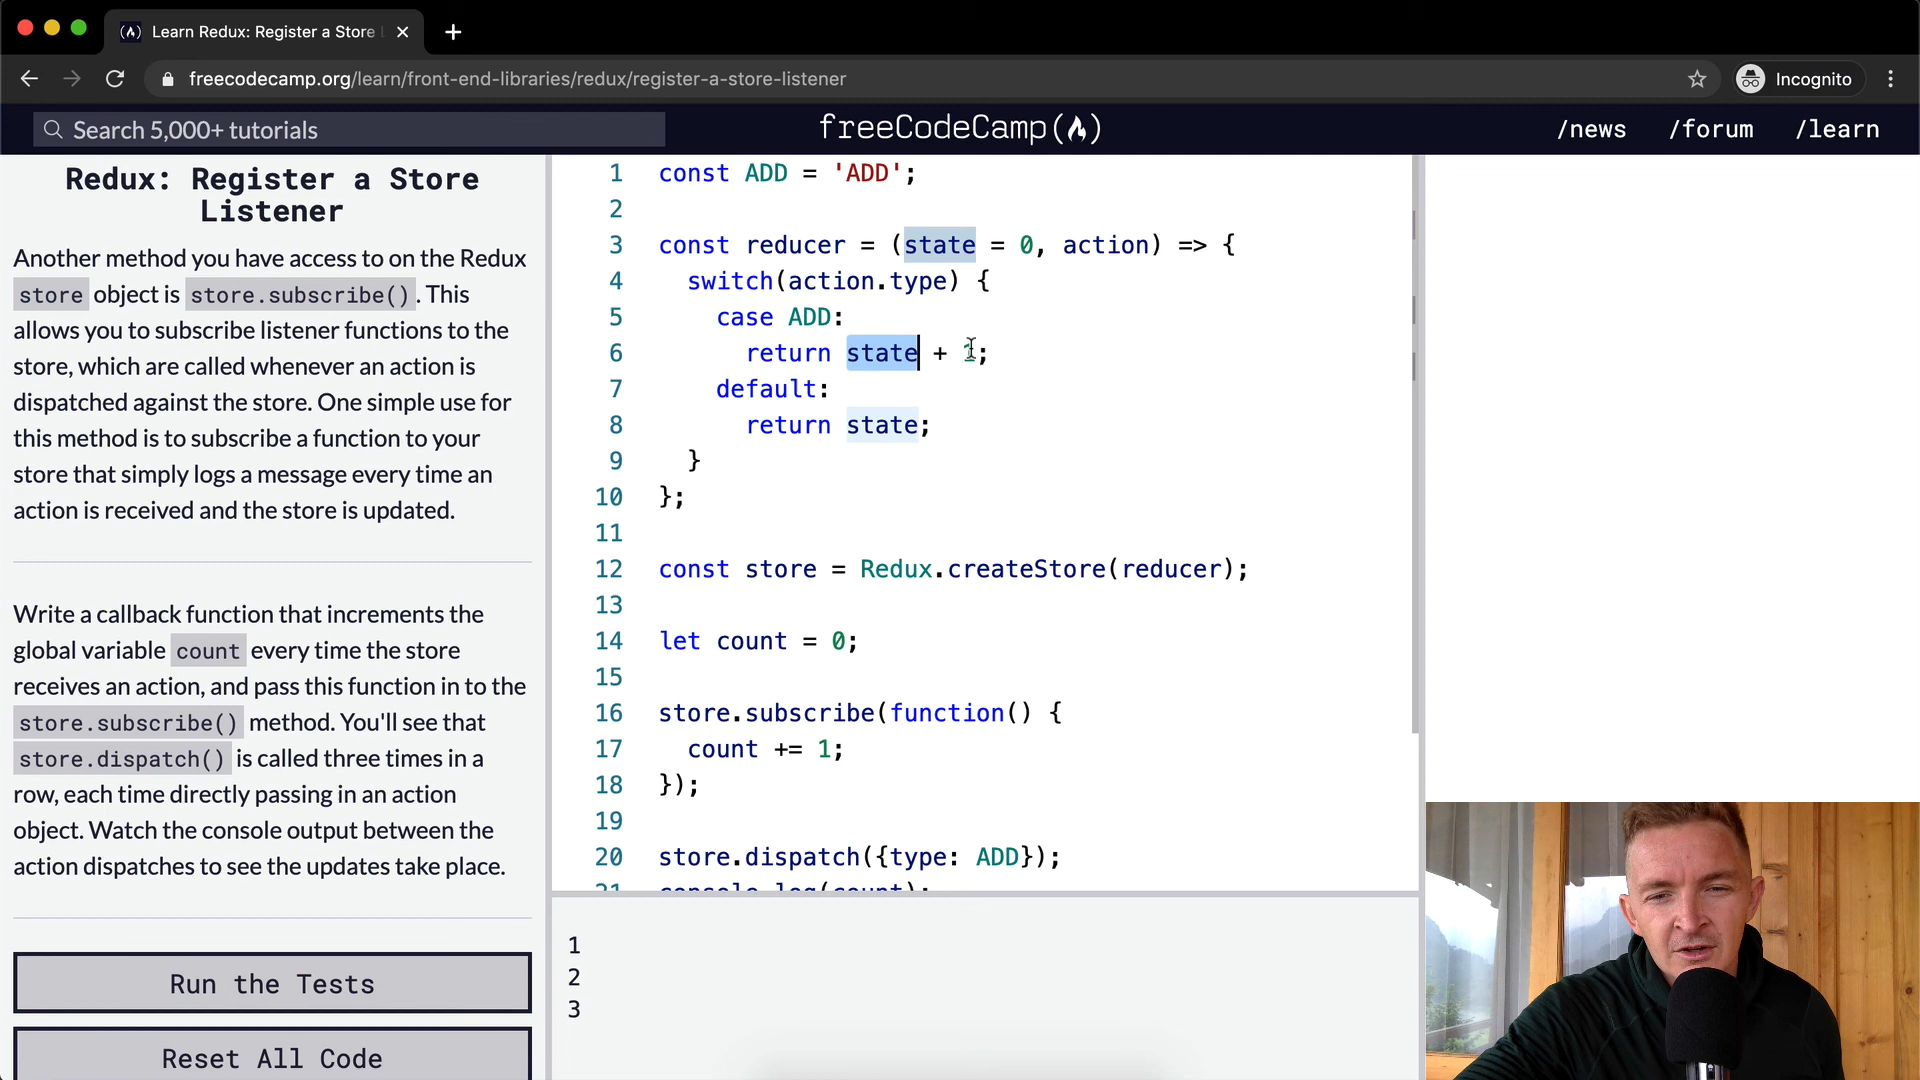 Learn Redux: Register a Store
freecodecamp.org/learn/front-end-libraries/redux/register-a-store-listener
Incognito
Search 5,000+ tutorials
freeCodeCamp
/news
/forum
/learn
Redux: Register a Store
Listener
Another method you have access to on the Redux
store object is store.subscribe(). This
allows you to subscribe listener functions to the
store, which are called whenever an action is
dispatched against the store. One simple use for
this method is to subscribe a function to your
store that simply logs a message every time an
action is received and the store is updated.
Write a callback function that increments the
global variable count every time the store
receives an action, and pass this function in to the
store.subscribe() method. You'll see that
store.dispatch() is called three times in a
row, each time directly passing in an action
object. Watch the console output between the
action dispatches to see the updates take place.
Run the Tests
Reset All Code
1 const ADD = 'ADD';
2
3 const reducer = (state = 0, action) => {
4 switch(action.type) {
5 case ADD:
6 return state + 1;
7 default:
8 return state;
9 }
10 };
11
12 const store = Redux.createStore(reducer);
13
14 let count = 0;
15
16 store.subscribe(function() {
17 count += 1;
18 });
19
20 store.dispatch({type: ADD});
21 console.log(count);
1
2
3